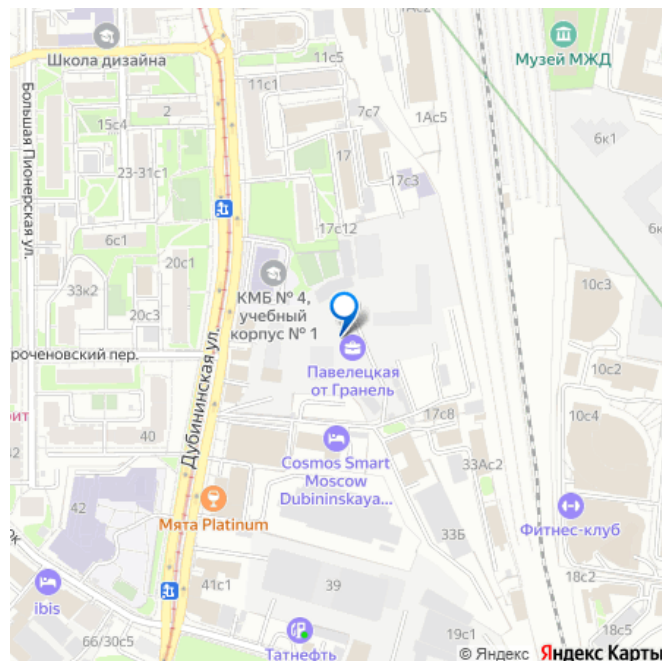 Школа дизайна
11с5
1Ас2
Музей МЖД
11с1
Большая Пионерская ул.
2
15с4
7с7
1Ас5
6к1
17
23-31с1
17с3
17с12
6с1
20с1
6к
33к2
КМБ № 4,
учебный
корпус № 1
10с3
20с3
роченовский пер.
Дубининская ул.
Павелецкая
от Гранель
17с8
10с4
рит
40
42
Cosmos Smart
Moscow
Dubininskaya...
33Ас2
42
Мята Platinum
33Б
Фитнес-клуб
41с1
39
18с2
ibis
66/30с5
Татнефть
19с1
18с5
© Яндекс Яндекс Карты